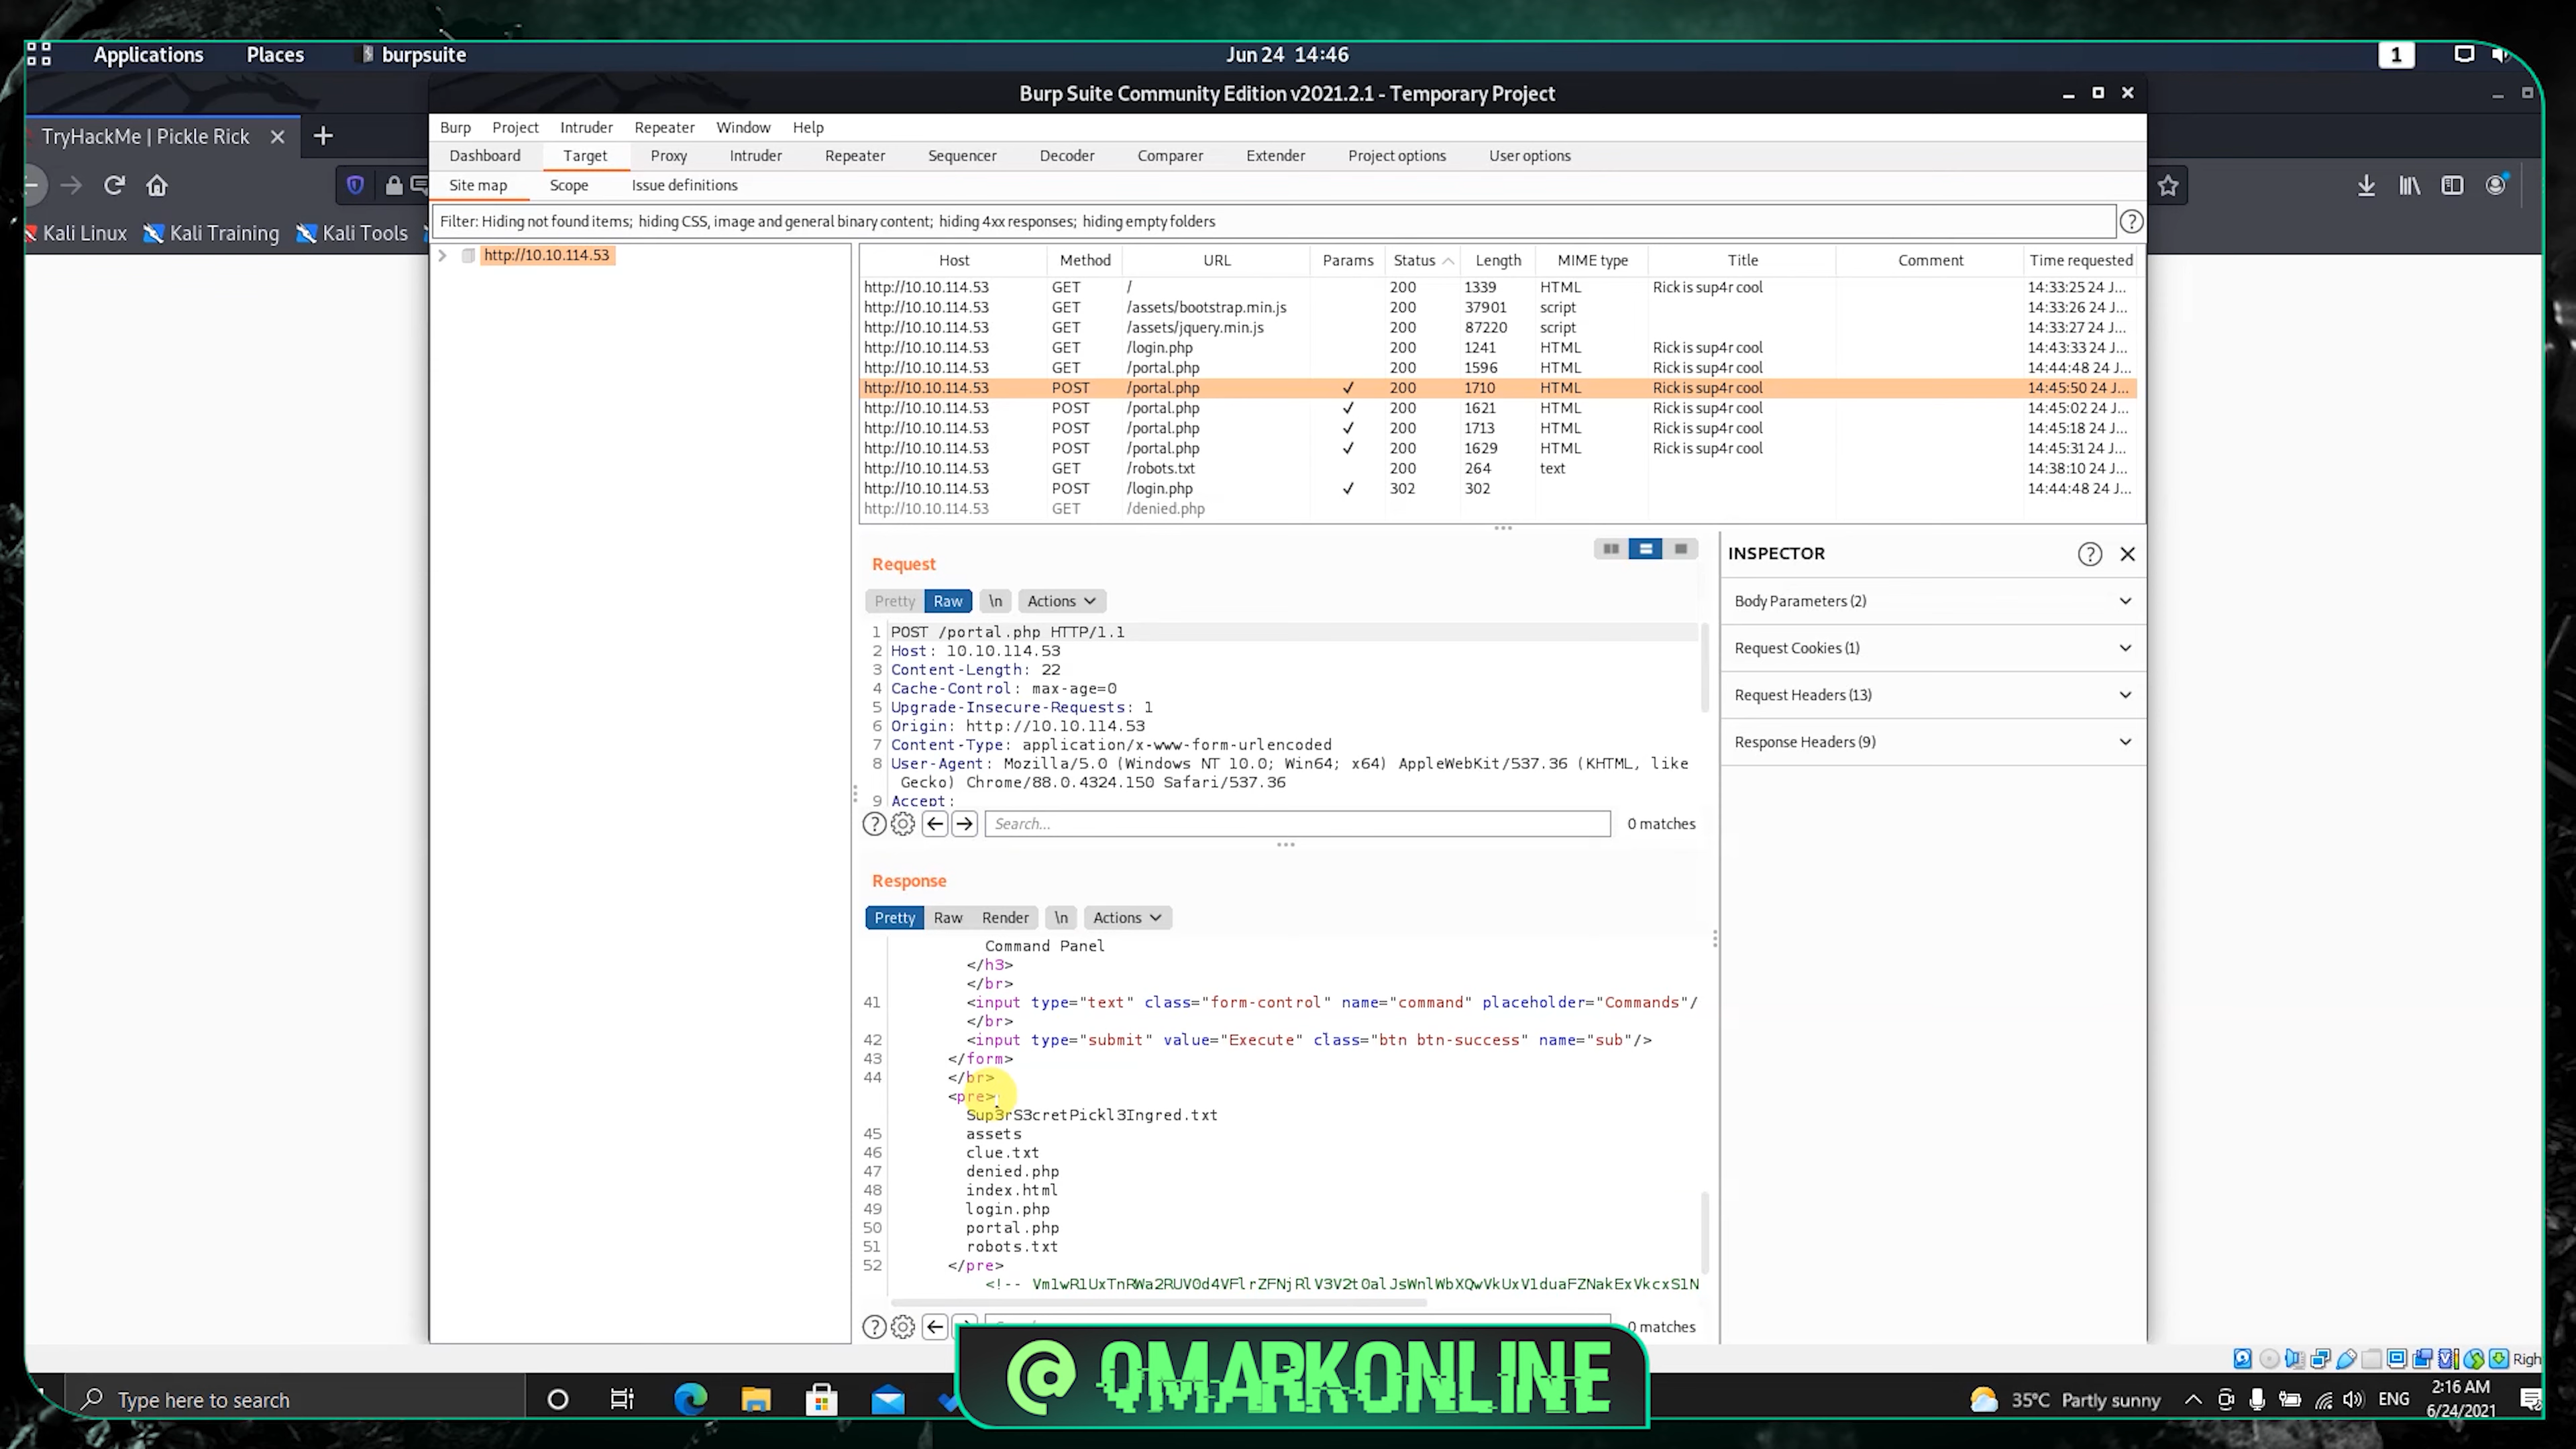 Applications Places burpsuite Jun 24 14:46 1
Burp Suite Community Edition v2021.2.1 - Temporary Project
TryHackMe | Pickle Rick
Kali Linux Kali Training Kali Tools
Burp Project Intruder Repeater Window Help
Dashboard Target Proxy Intruder Repeater Sequencer Decoder Comparer Extender Project options User options
Site map Scope Issue definitions
Filter: Hiding not found items; hiding CSS, image and general binary content; hiding 4xx responses; hiding empty folders
http://10.10.114.53
Host Method URL Params Status Length MIME type Title Comment Time requested
http://10.10.114.53 GET / 200 1339 HTML Rick is sup4r cool 14:33:25 24 J...
http://10.10.114.53 GET /assets/bootstrap.min.js 200 37901 script 14:33:26 24 J...
http://10.10.114.53 GET /assets/jquery.min.js 200 87220 script 14:33:27 24 J...
http://10.10.114.53 GET /login.php 200 1241 HTML Rick is sup4r cool 14:43:33 24 J...
http://10.10.114.53 GET /portal.php 200 1596 HTML Rick is sup4r cool 14:44:48 24 J...
http://10.10.114.53 POST /portal.php ✓ 200 1710 HTML Rick is sup4r cool 14:45:50 24 J...
http://10.10.114.53 POST /portal.php ✓ 200 1621 HTML Rick is sup4r cool 14:45:02 24 J...
http://10.10.114.53 POST /portal.php ✓ 200 1713 HTML Rick is sup4r cool 14:45:18 24 J...
http://10.10.114.53 POST /portal.php ✓ 200 1629 HTML Rick is sup4r cool 14:45:31 24 J...
http://10.10.114.53 GET /robots.txt 200 264 text 14:38:10 24 J...
http://10.10.114.53 POST /login.php ✓ 302 302 14:44:48 24 J...
http://10.10.114.53 GET /denied.php
Request
Pretty Raw \n Actions
1 POST /portal.php HTTP/1.1
2 Host: 10.10.114.53
3 Content-Length: 22
4 Cache-Control: max-age=0
5 Upgrade-Insecure-Requests: 1
6 Origin: http://10.10.114.53
7 Content-Type: application/x-www-form-urlencoded
8 User-Agent: Mozilla/5.0 (Windows NT 10.0; Win64; x64) AppleWebKit/537.36 (KHTML, like
Gecko) Chrome/88.0.4324.150 Safari/537.36
9 Accept:
Search... 0 matches
INSPECTOR
Body Parameters (2)
Request Cookies (1)
Request Headers (13)
Response Headers (9)
Response
Pretty Raw Render \n Actions
Command Panel
</h3>
</br>
41 <input type="text" class="form-control" name="command" placeholder="Commands"/
</br>
42 <input type="submit" value="Execute" class="btn btn-success" name="sub"/>
43 </form>
44 </br>
<pre>
Sup3rS3cretPickl3Ingred.txt
45 assets
46 clue.txt
47 denied.php
48 index.html
49 login.php
50 portal.php
51 robots.txt
52 </pre>
<!-- Vm1wR1UxTnRWa2RUV0d4VFlrZFNjRlV3V2t0alJsWnlWbXQwVkUxV1duaFZNakExVkcxS1N
0 matches
@ QMARKONLINE
Type here to search
35°C Partly sunny ENG 2:16 AM
6/24/2021
Righ